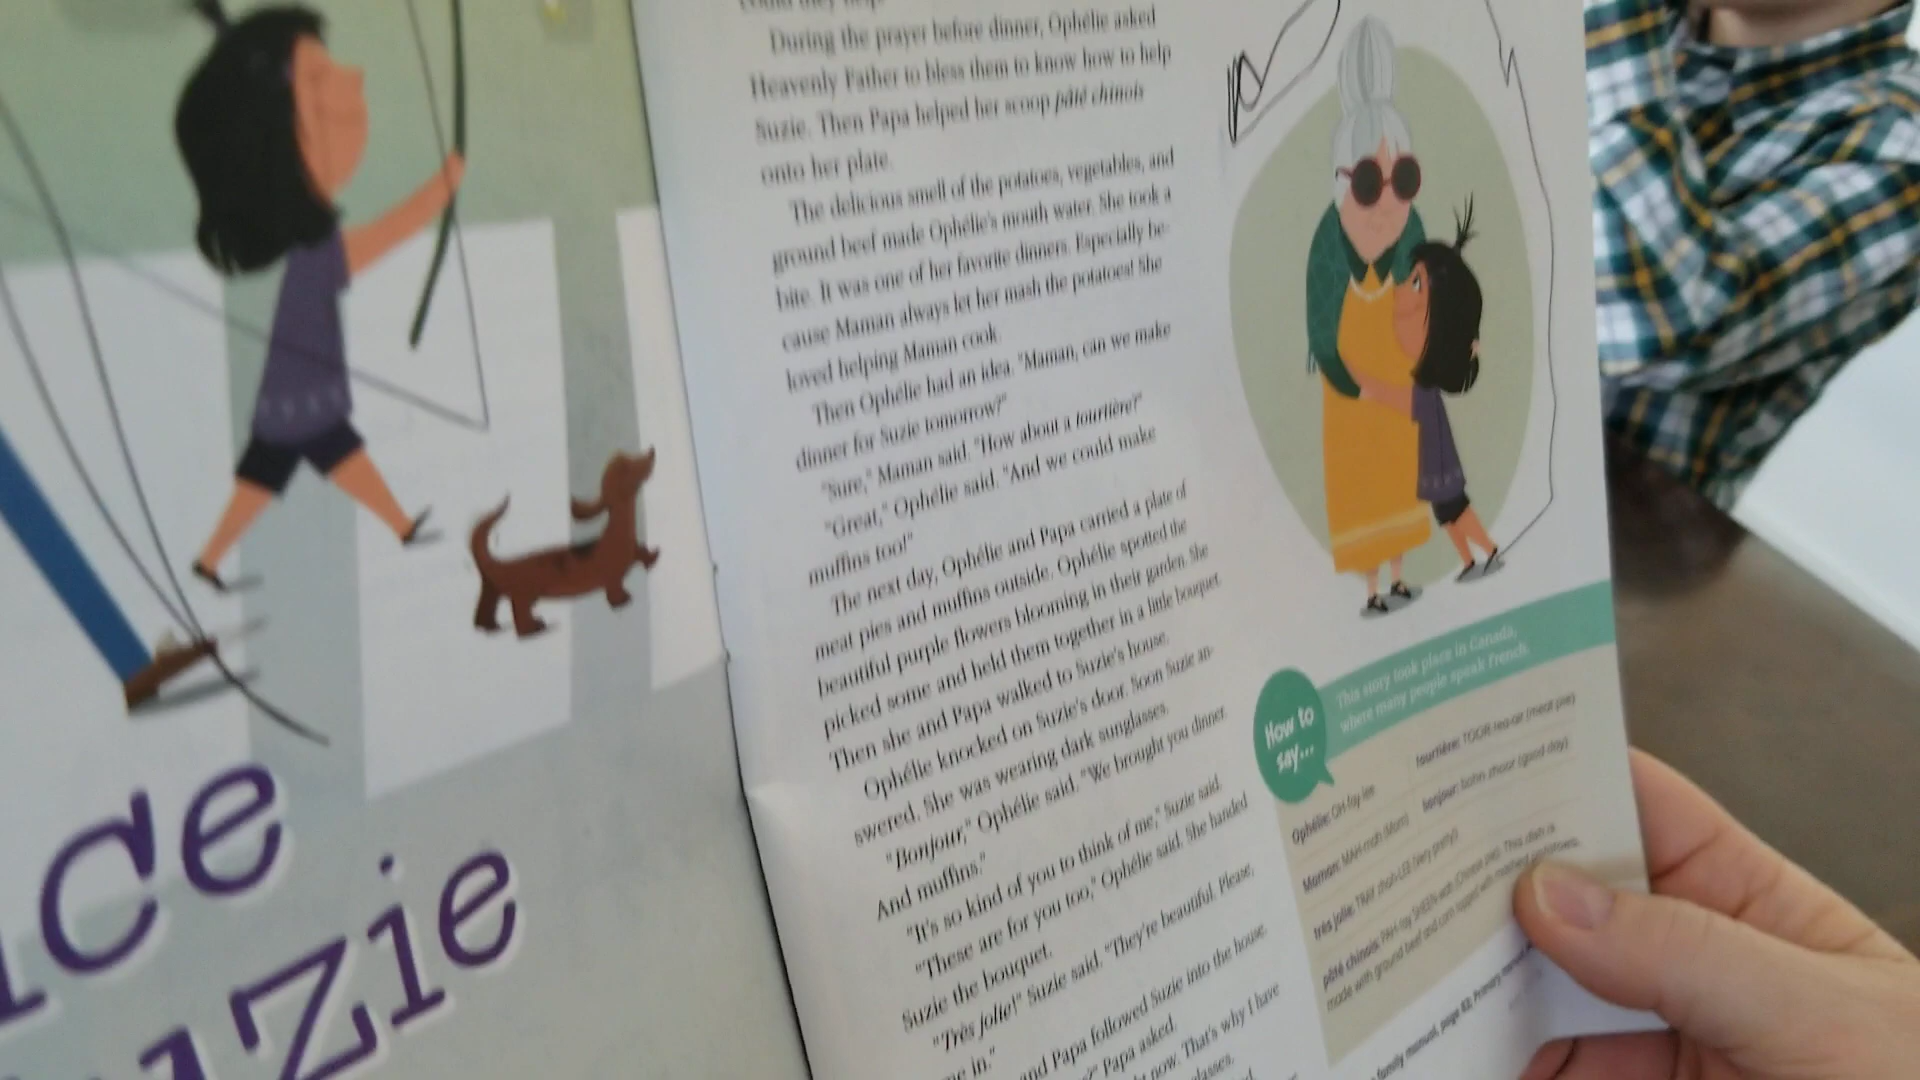 During the prayer before dinner, Ophélie asked
Heavenly Father to bless them to know how to help
Suzie. Then Papa helped her scoop pâté chinois
onto her plate.
The delicious smell of the potatoes, vegetables, and
ground beef made Ophélie's mouth water. She took a
bite. It was one of her favorite dinners. Especially be-
cause Maman always let her mash the potatoes! She
loved helping Maman cook.
Then Ophélie had an idea. "Maman, can we make
dinner for Suzie tomorrow?"
"Sure," Maman said. "How about a tourtière?"
"Great," Ophélie said. "And we could make
muffins too!"
The next day, Ophélie and Papa carried a plate of
meat pies and muffins outside. Ophélie spotted the
beautiful purple flowers blooming in their garden. She
picked some and held them together in a little bouquet.
Then she and Papa walked to Suzie's house.
Ophélie knocked on Suzie's door. Soon Suzie an-
swered. She was wearing dark sunglasses.
"Bonjour," Ophélie said. "We brought you dinner.
And muffins."
"It's so kind of you to think of me," Suzie said.
"These are for you too," Ophélie said. She handed
Suzie the bouquet.
"Très jolie!" Suzie said. "They're beautiful. Please,
in."
and Papa followed Suzie into the house.
Papa asked.
now. That's why I have
This story took place in Canada,
where many people speak French.
How to
say...
Ophélie: OH-fay-lee
Maman: MAH-mah (Mom)
très jolie: TRAY zhoh-LEE (very pretty)
pâté chinois: PAH-tay SHEEN-wah (Chinese pie). This dish is
made with ground beef and corn topped with mashed potatoes.
tourtière: TOOR-tee-air (meat pie)
bonjour: bohn-zhoor (good day)
ce
uzie